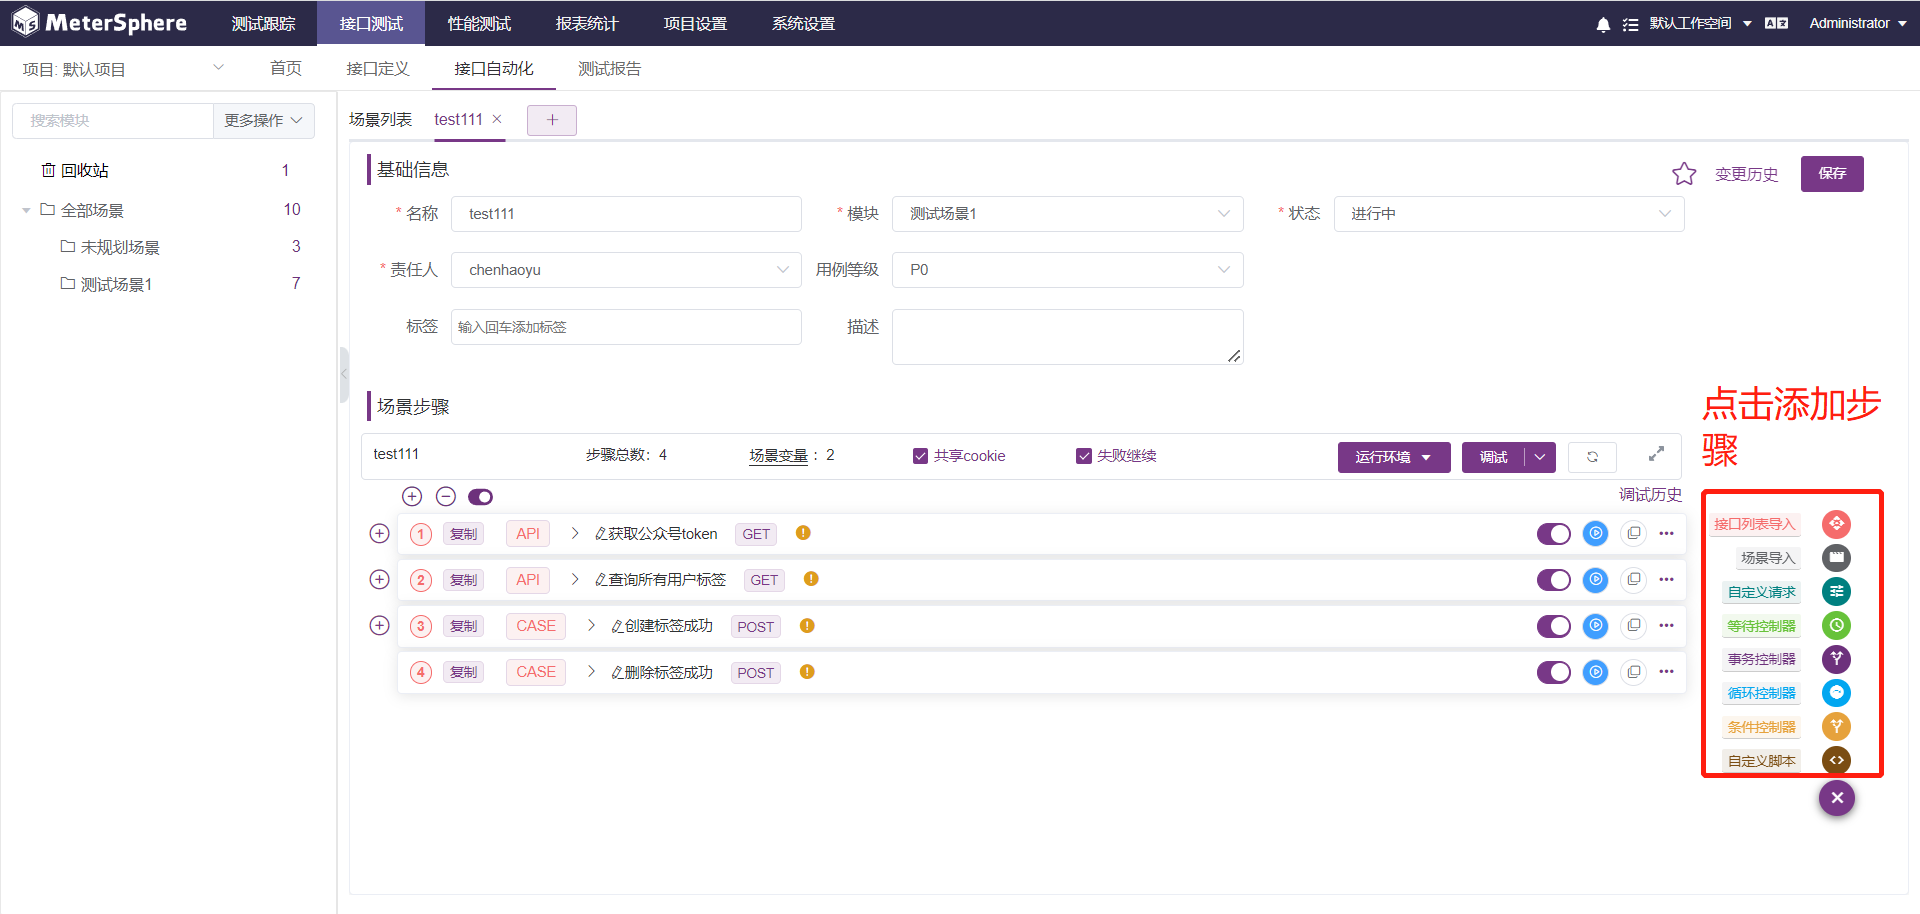 MeterSphere 测试跟踪 接口测试 性能测试 报表统计 项目设置 系统设置 默认工作空间 Administrator
项目: 默认项目 首页 接口定义 接口自动化 测试报告
搜索模块 更多操作
回收站 1
全部场景 10
未规划场景 3
测试场景1 7
场景列表 test111 × +
基础信息 变更历史 保存
* 名称 test111 * 模块 测试场景1 * 状态 进行中
* 责任人 chenhaoyu 用例等级 P0
标签 输入回车添加标签 描述
场景步骤
点击添加步
骤
test111 步骤总数: 4 场景变量 : 2 共享cookie 失败继续 运行环境 调试
调试历史
1 复制 API 获取公众号token GET
2 复制 API 查询所有用户标签 GET
3 复制 CASE 创建标签成功 POST
4 复制 CASE 删除标签成功 POST
接口列表导入
场景导入
自定义请求
等待控制器
事务控制器
循环控制器
条件控制器
自定义脚本